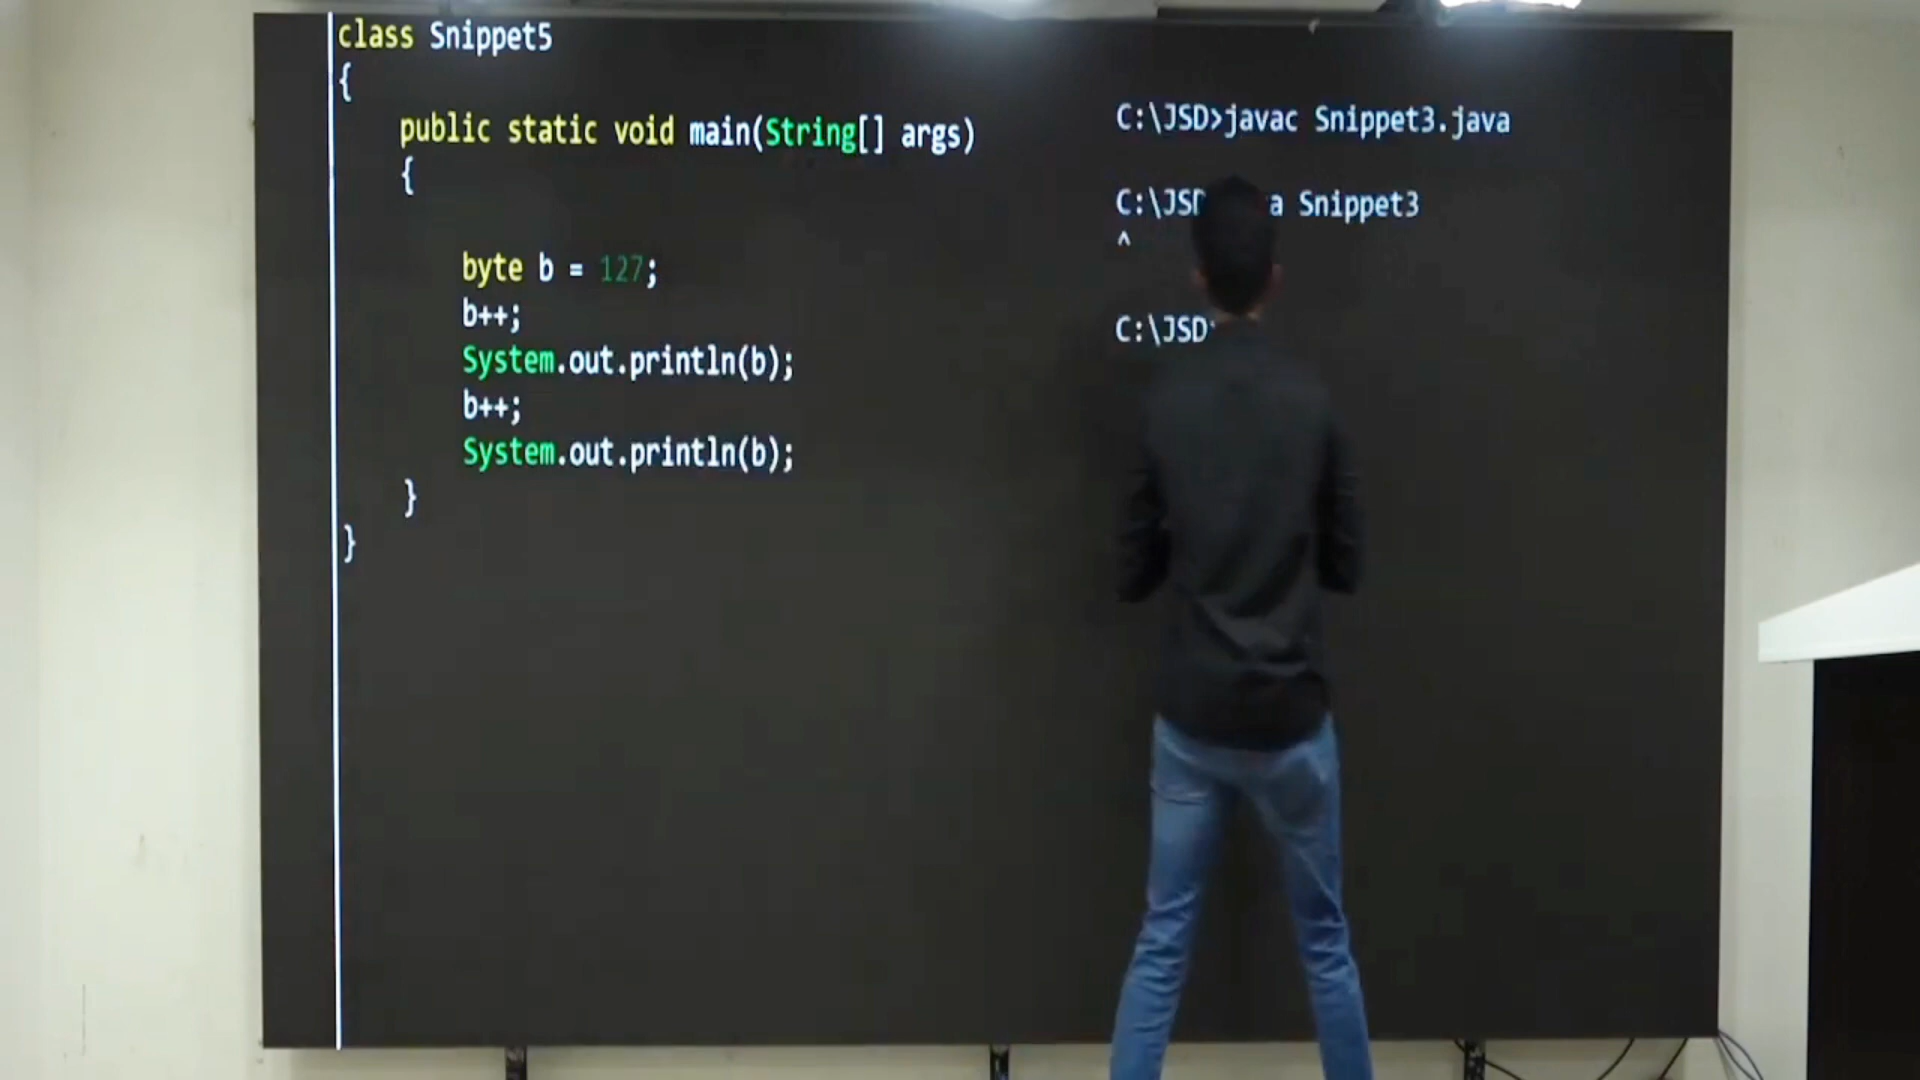 class Snippet5
{
public static void main(String[] args)
{
byte b = 127;
b++;
System.out.println(b);
b++;
System.out.println(b);
}
}
C:\JSD>javac Snippet3.java
C:\JSD a Snippet3
^
C:\JSD